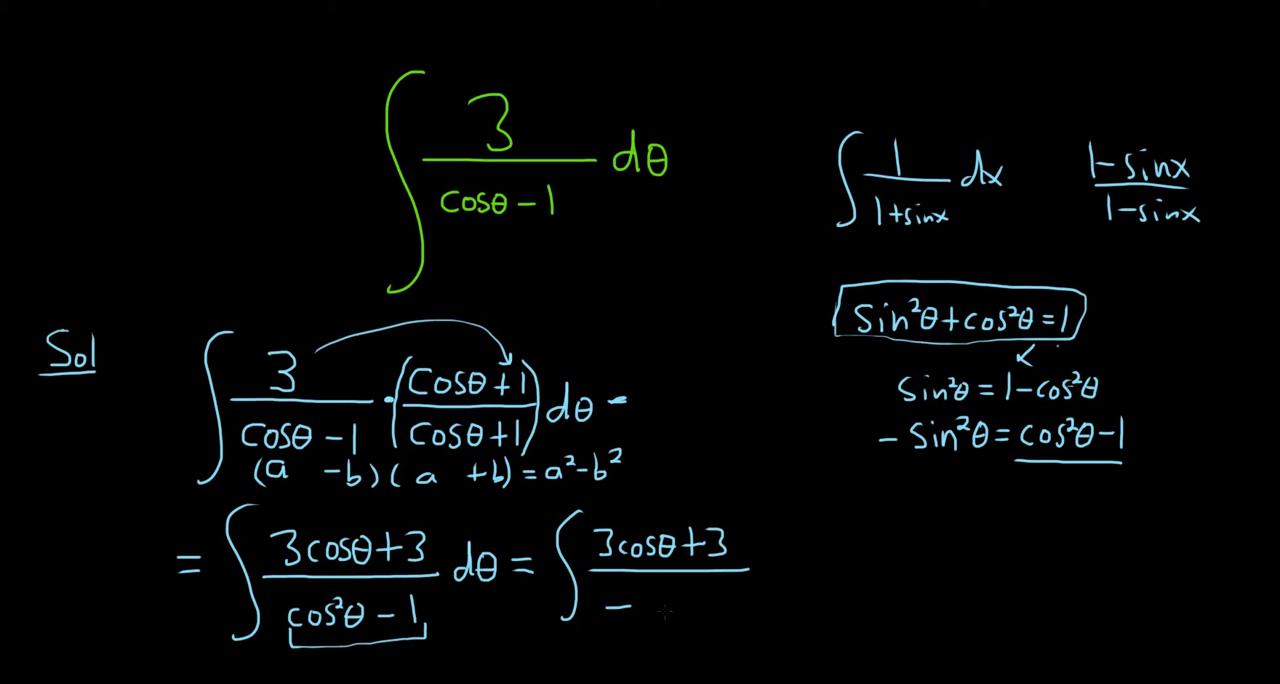 ∫ 3/(cosθ − 1) dθ
∫ 1/(1+sinx) dx    (1−sinx)/(1−sinx)
sin²θ+cos²θ=1
sin²θ = 1−cos²θ
−sin²θ = cos²θ−1
Sol
∫ 3/(cosθ−1) · ((cosθ+1)/(cosθ+1)) dθ -
(a −b)(a +b) = a²−b²
= ∫ (3cosθ+3)/(cos²θ − 1) dθ = ∫ (3cosθ+3)/(−